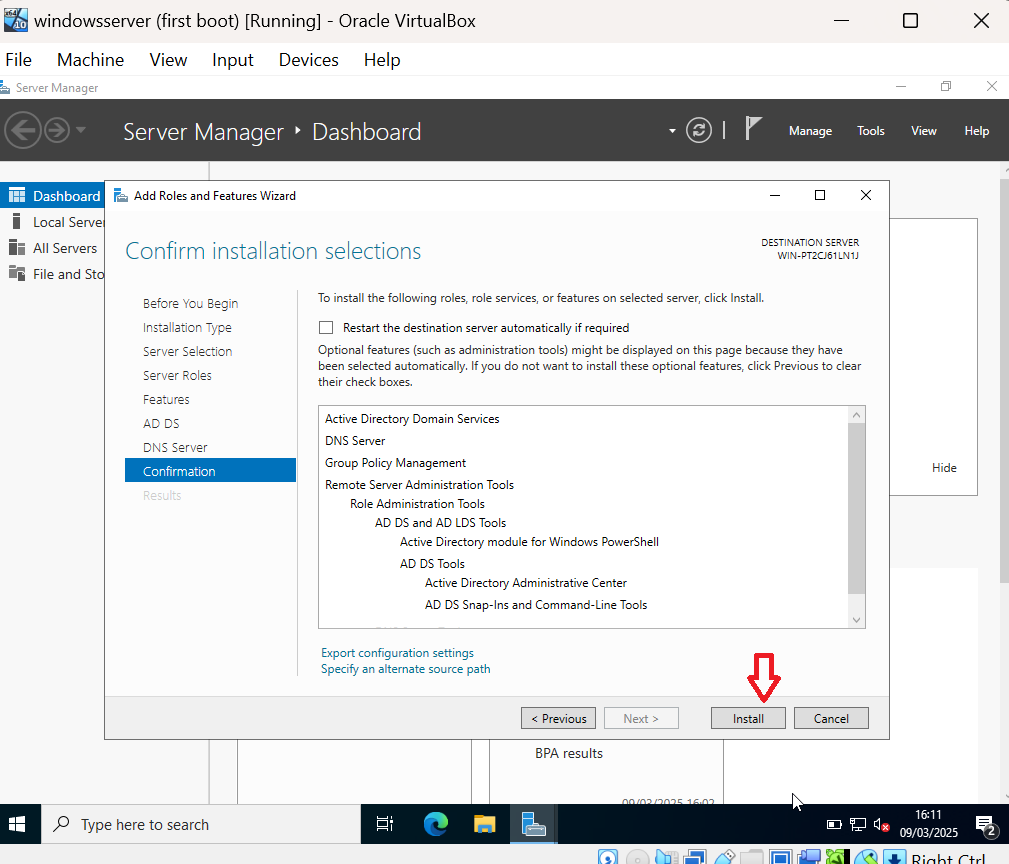 windowsserver (first boot) [Running] - Oracle VirtualBox
File Machine View Input Devices Help
Server Manager
Server Manager Dashboard
Manage Tools View Help
Dashboard
Local Server
All Servers
File and Sto
Add Roles and Features Wizard
Confirm installation selections
DESTINATION SERVER
WIN-PT2CJ61LN1J
Before You Begin
Installation Type
Server Selection
Server Roles
Features
AD DS
DNS Server
Confirmation
Results
To install the following roles, role services, or features on selected server, click Install.
Restart the destination server automatically if required
Optional features (such as administration tools) might be displayed on this page because they have
been selected automatically. If you do not want to install these optional features, click Previous to clear
their check boxes.
Active Directory Domain Services
DNS Server
Group Policy Management
Remote Server Administration Tools
Role Administration Tools
AD DS and AD LDS Tools
Active Directory module for Windows PowerShell
AD DS Tools
Active Directory Administrative Center
AD DS Snap-Ins and Command-Line Tools
Export configuration settings
Specify an alternate source path
< Previous Next > Install Cancel
Hide
BPA results
09/03/2025 16:02
Type here to search
16:11
09/03/2025
2
Right Ctrl